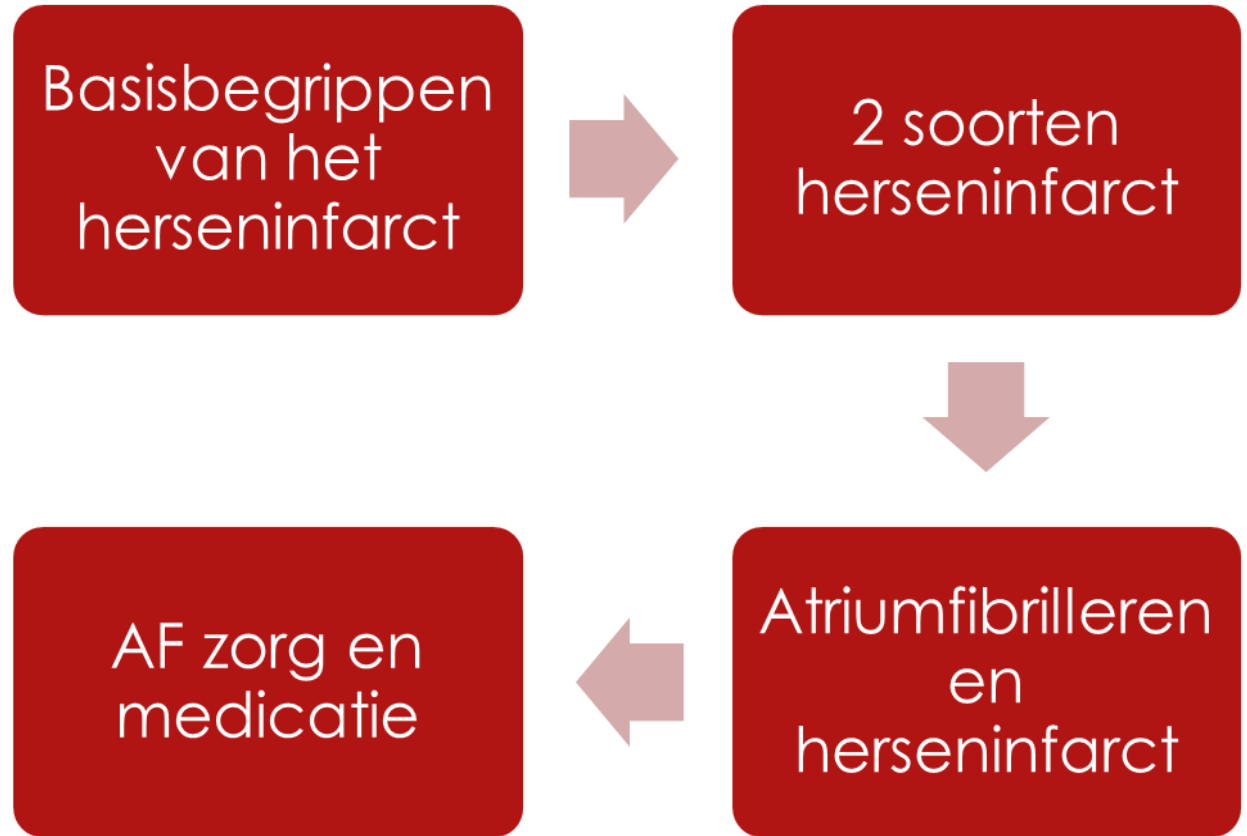 Basisbegrippen
van het
herseninfarct
2 soorten
herseninfarct
Atriumfibrilleren
en
herseninfarct
AF zorg en
medicatie